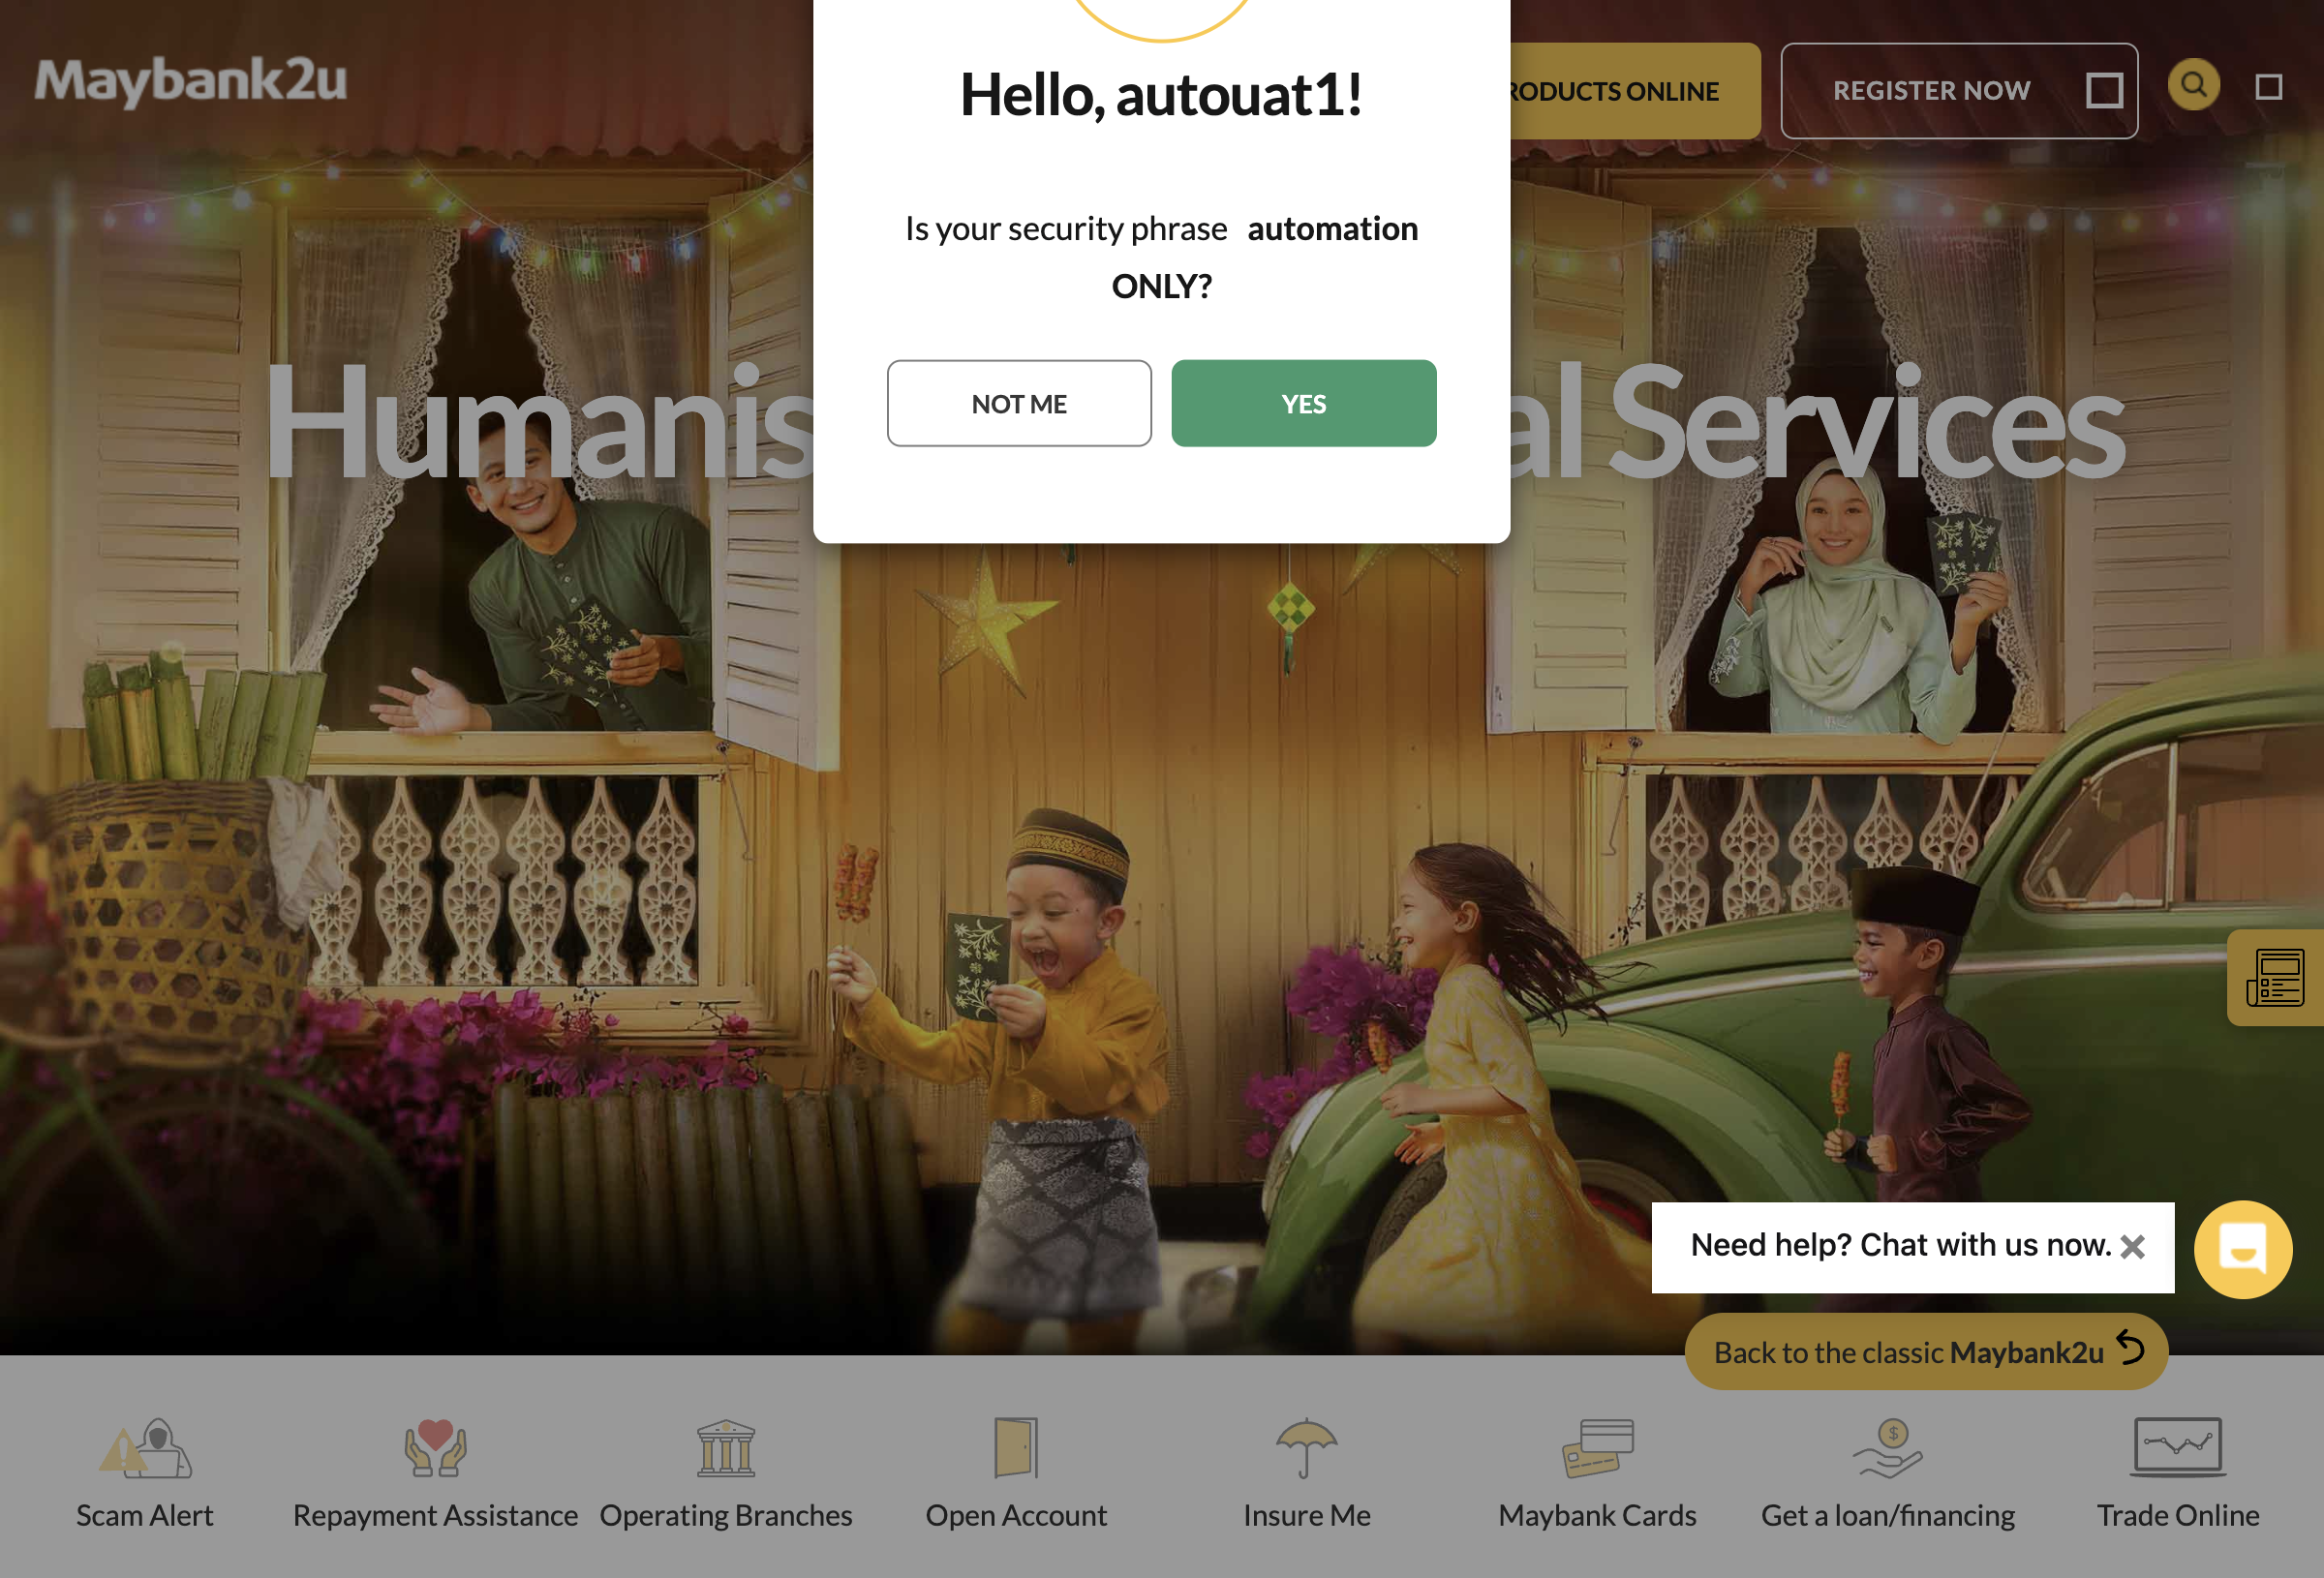 Maybank2u
Hello, autouat1!
RODUCTS ONLINE
REGISTER NOW
Is your security phrase automation
ONLY?
NOT ME
YES
Humanis
al Services
Need help? Chat with us now.
Back to the classic Maybank2u
Scam Alert
Repayment Assistance
Operating Branches
Open Account
Insure Me
Maybank Cards
Get a loan/financing
Trade Online